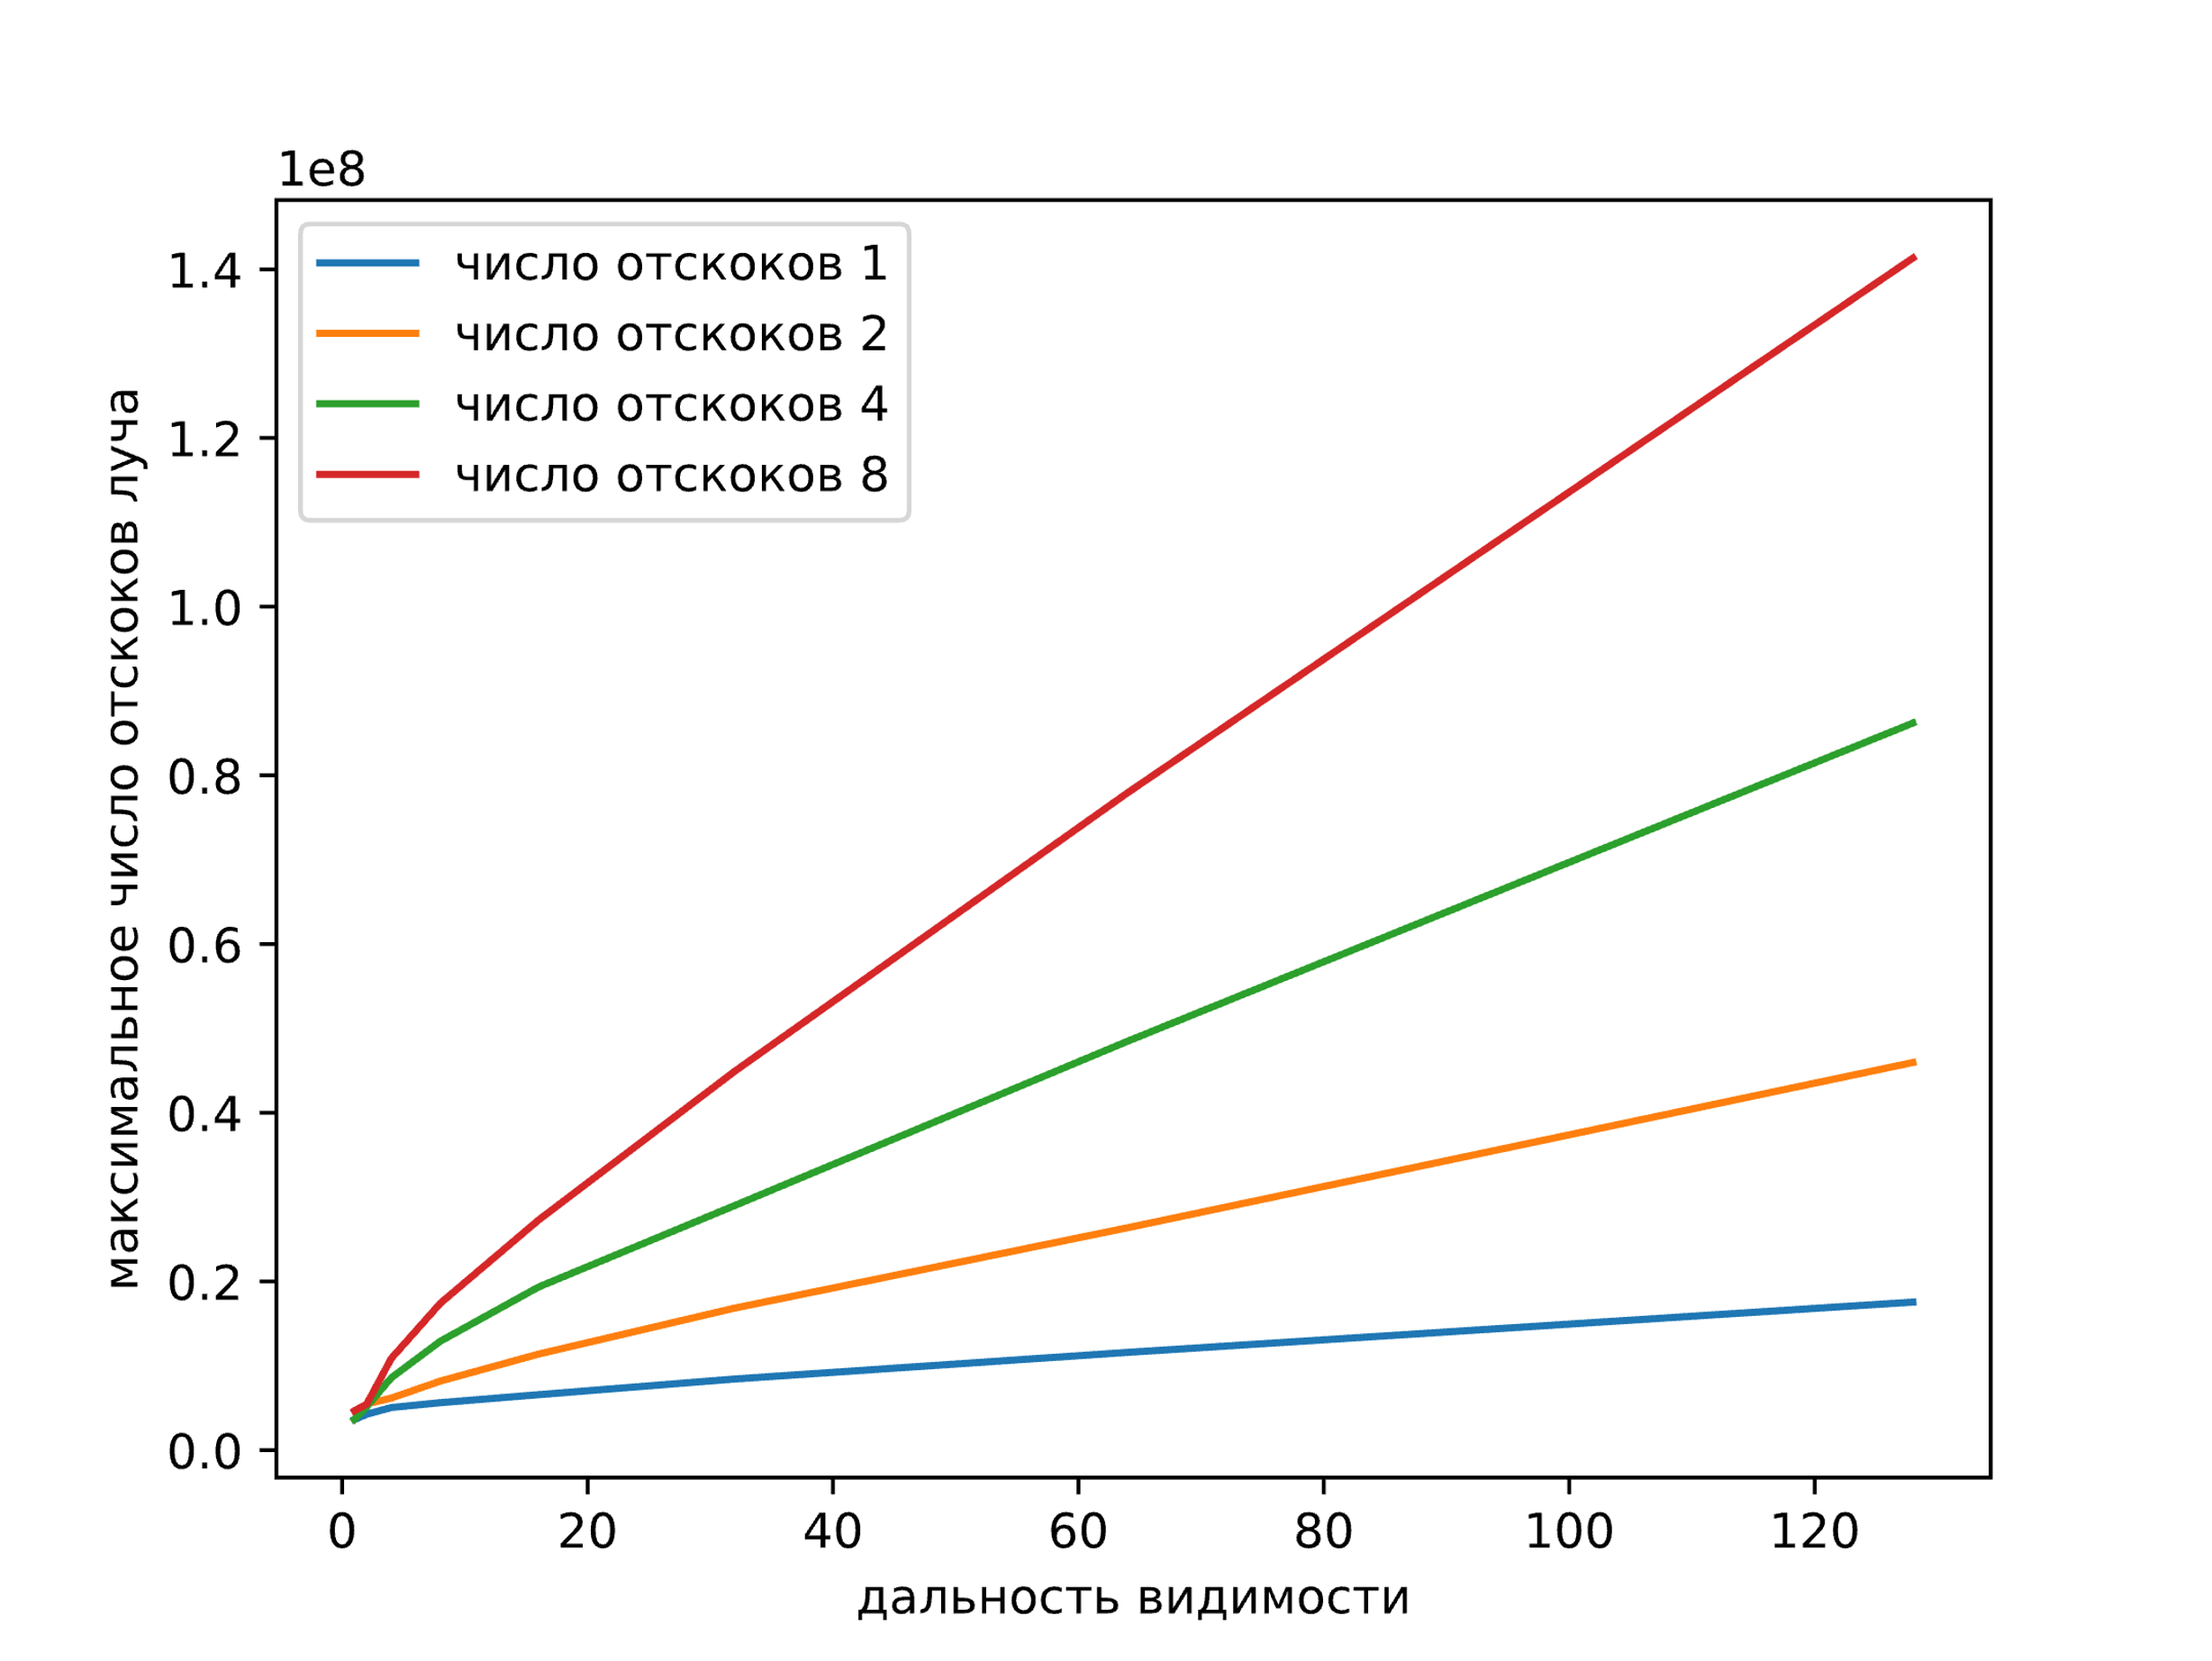 1e8
число отскоков 1
число отскоков 2
число отскоков 4
число отскоков 8
1.4
1.2
1.0
0.8
0.6
0.4
0.2
0.0
максимальное число отскоков луча
0 20 40 60 80 100 120
дальность видимости